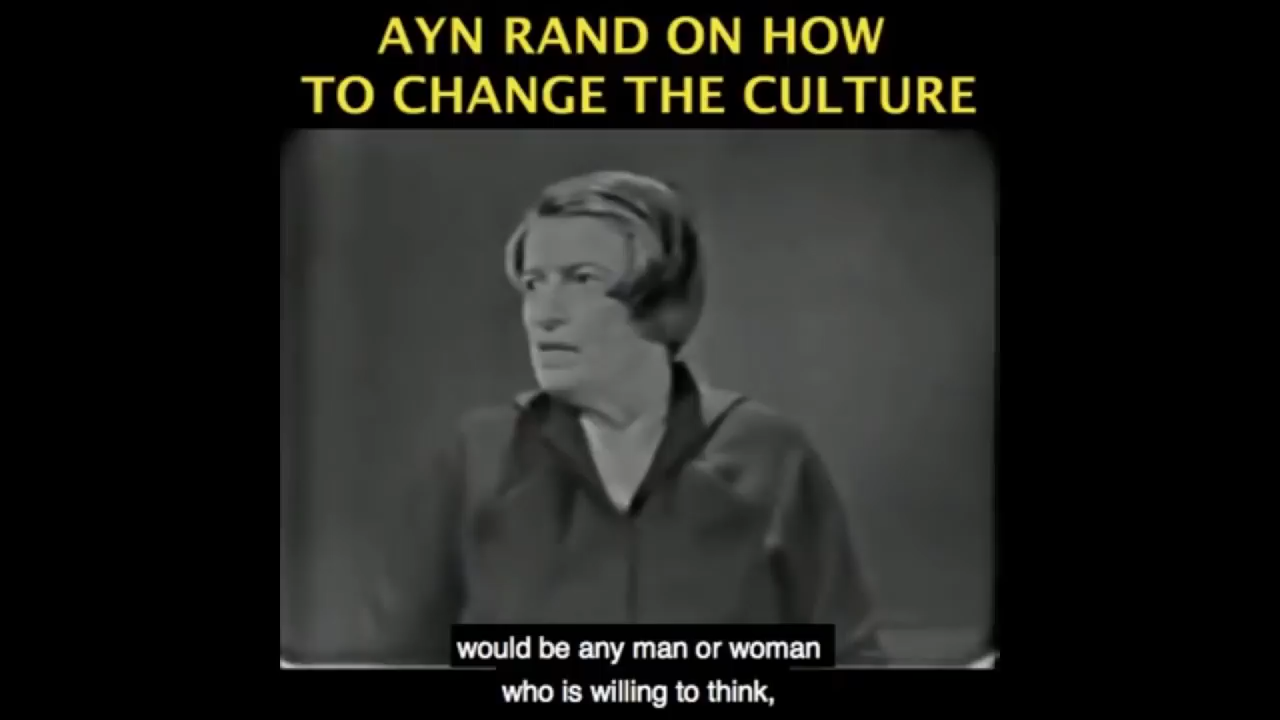 AYN RAND ON HOW
TO CHANGE THE CULTURE
would be any man or woman
who is willing to think,